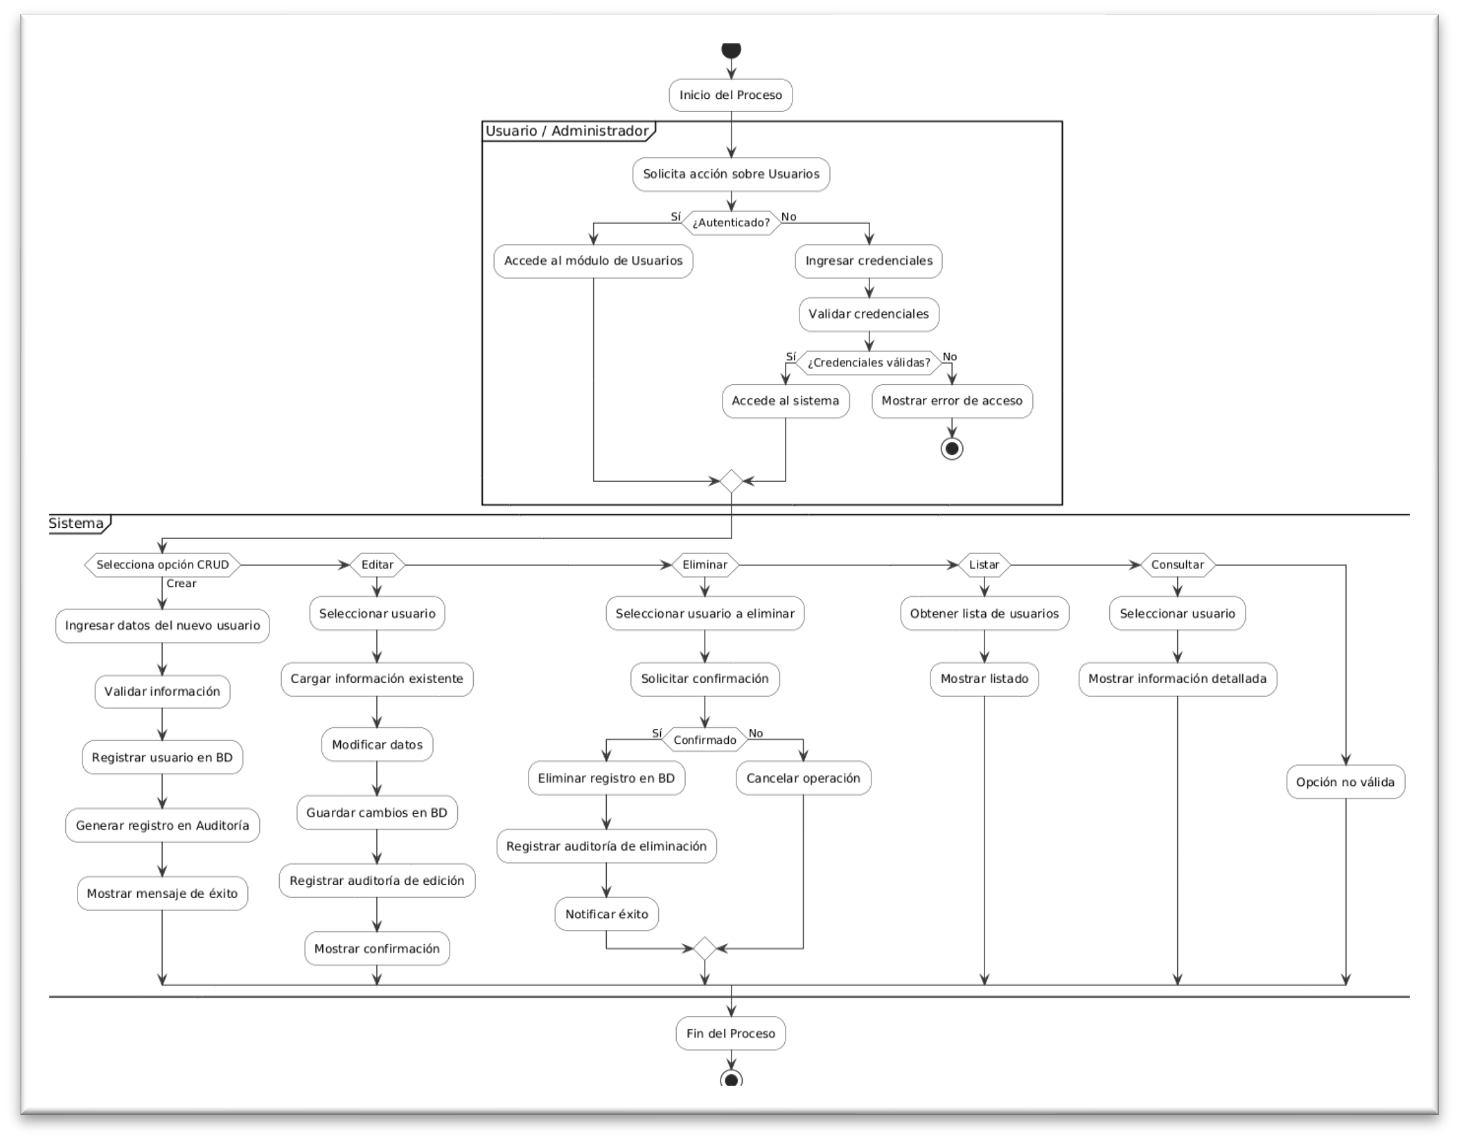 Inicio del Proceso
Usuario / Administrador
Solicita acción sobre Usuarios
Sí
¿Autenticado?
No
Accede al módulo de Usuarios
Ingresar credenciales
Validar credenciales
Sí
¿Credenciales válidas?
No
Accede al sistema
Mostrar error de acceso
Sistema
Selecciona opción CRUD
Crear
Ingresar datos del nuevo usuario
Validar información
Registrar usuario en BD
Generar registro en Auditoría
Mostrar mensaje de éxito
Editar
Seleccionar usuario
Cargar información existente
Modificar datos
Guardar cambios en BD
Registrar auditoría de edición
Mostrar confirmación
Eliminar
Seleccionar usuario a eliminar
Solicitar confirmación
Sí
Confirmado
No
Eliminar registro en BD
Registrar auditoría de eliminación
Notificar éxito
Cancelar operación
Listar
Obtener lista de usuarios
Mostrar listado
Consultar
Seleccionar usuario
Mostrar información detallada
Opción no válida
Fin del Proceso